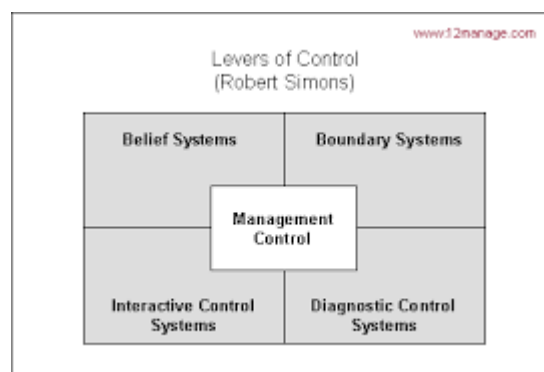 www.12manage.com
Levers of Control
(Robert Simons)
Belief Systems
Boundary Systems
Management
Control
Interactive Control
Systems
Diagnostic Control
Systems